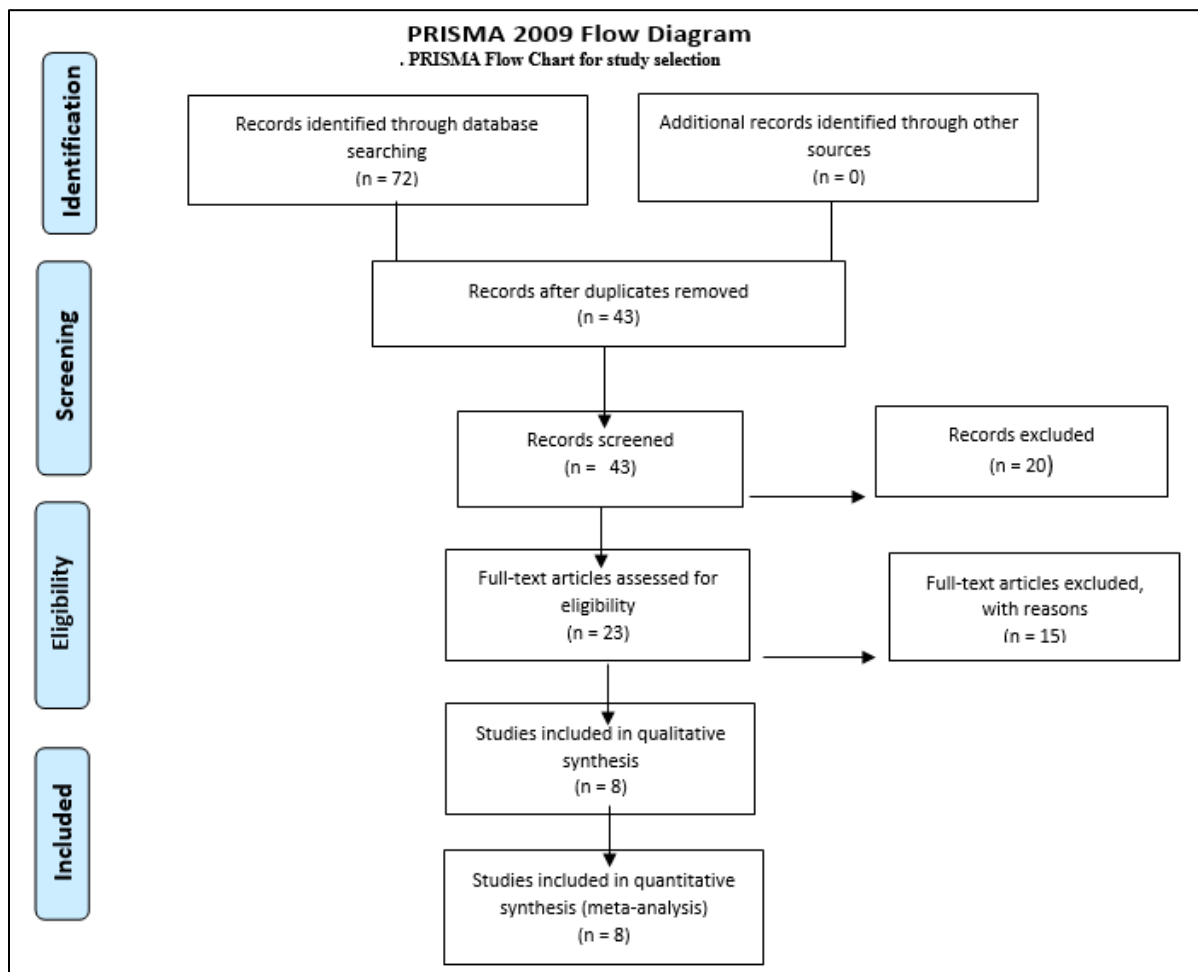 PRISMA 2009 Flow Diagram
. PRISMA Flow Chart for study selection
Identification
Records identified through database
searching
(n = 72)
Additional records identified through other
sources
(n = 0)
Screening
Records after duplicates removed
(n = 43)
Records screened
(n = 43)
Records excluded
(n = 20)
Eligibility
Full-text articles assessed for
eligibility
(n = 23)
Full-text articles excluded,
with reasons
(n = 15)
Included
Studies included in qualitative
synthesis
(n = 8)
Studies included in quantitative
synthesis (meta-analysis)
(n = 8)